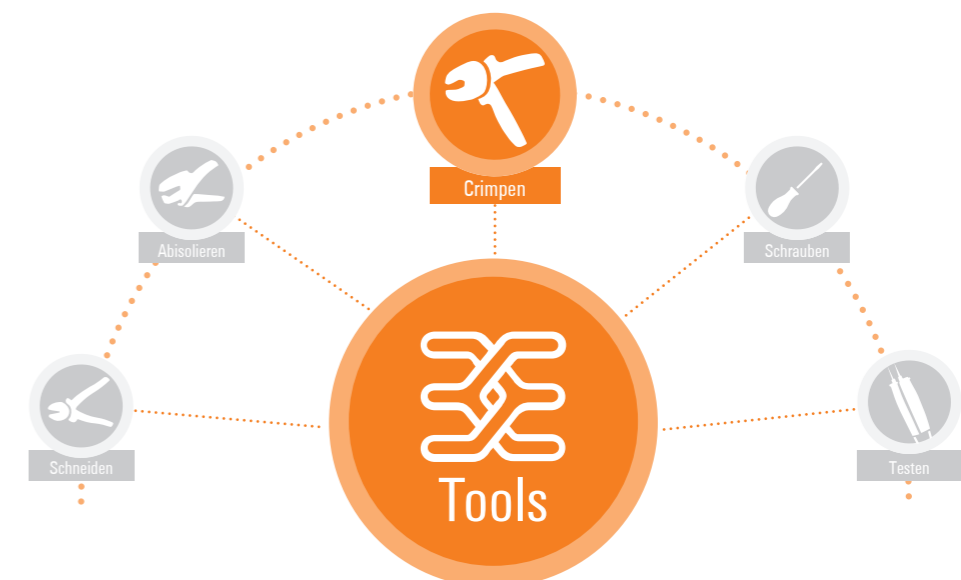 Crimpen
Abisolieren
Schrauben
Schneiden
Testen
Tools